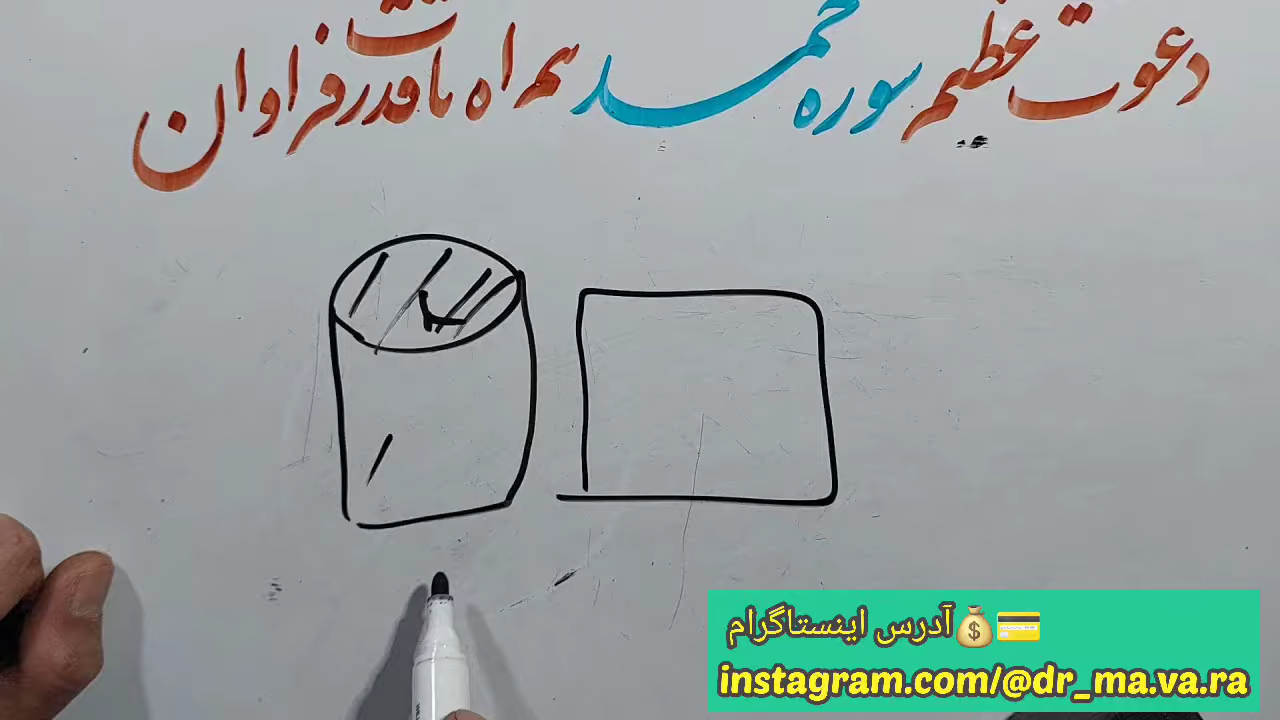 دعوت عظیم سوره حمد همراه با قدرت فراوان
آدرس اینستاگرام💰💳
instagram.com/@dr_ma.va.ra